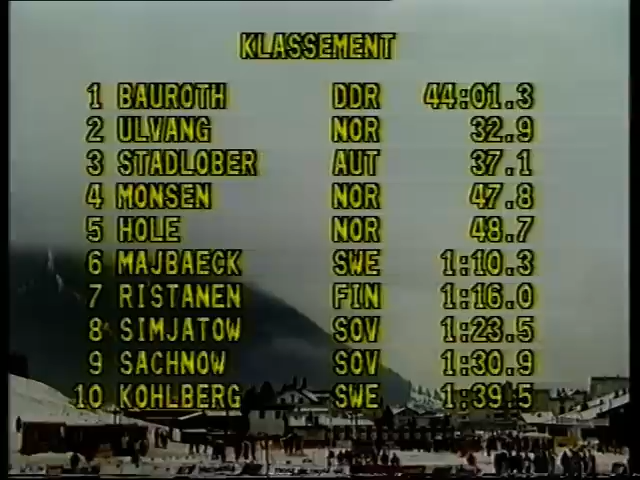 KLASSEMENT
1 BAUROTH DDR 44:01.3
2 ULVANG NOR 32.9
3 STADLOBER AUT 37.1
4 MONSEN NOR 47.8
5 HOLE NOR 48.7
6 MAJBAECK SWE 1:10.3
7 RISTANEN FIN 1:16.0
8 SIMJATOW SOV 1:23.5
9 SACHNOW SOV 1:30.9
10 KOHLBERG SWE 1:39.5